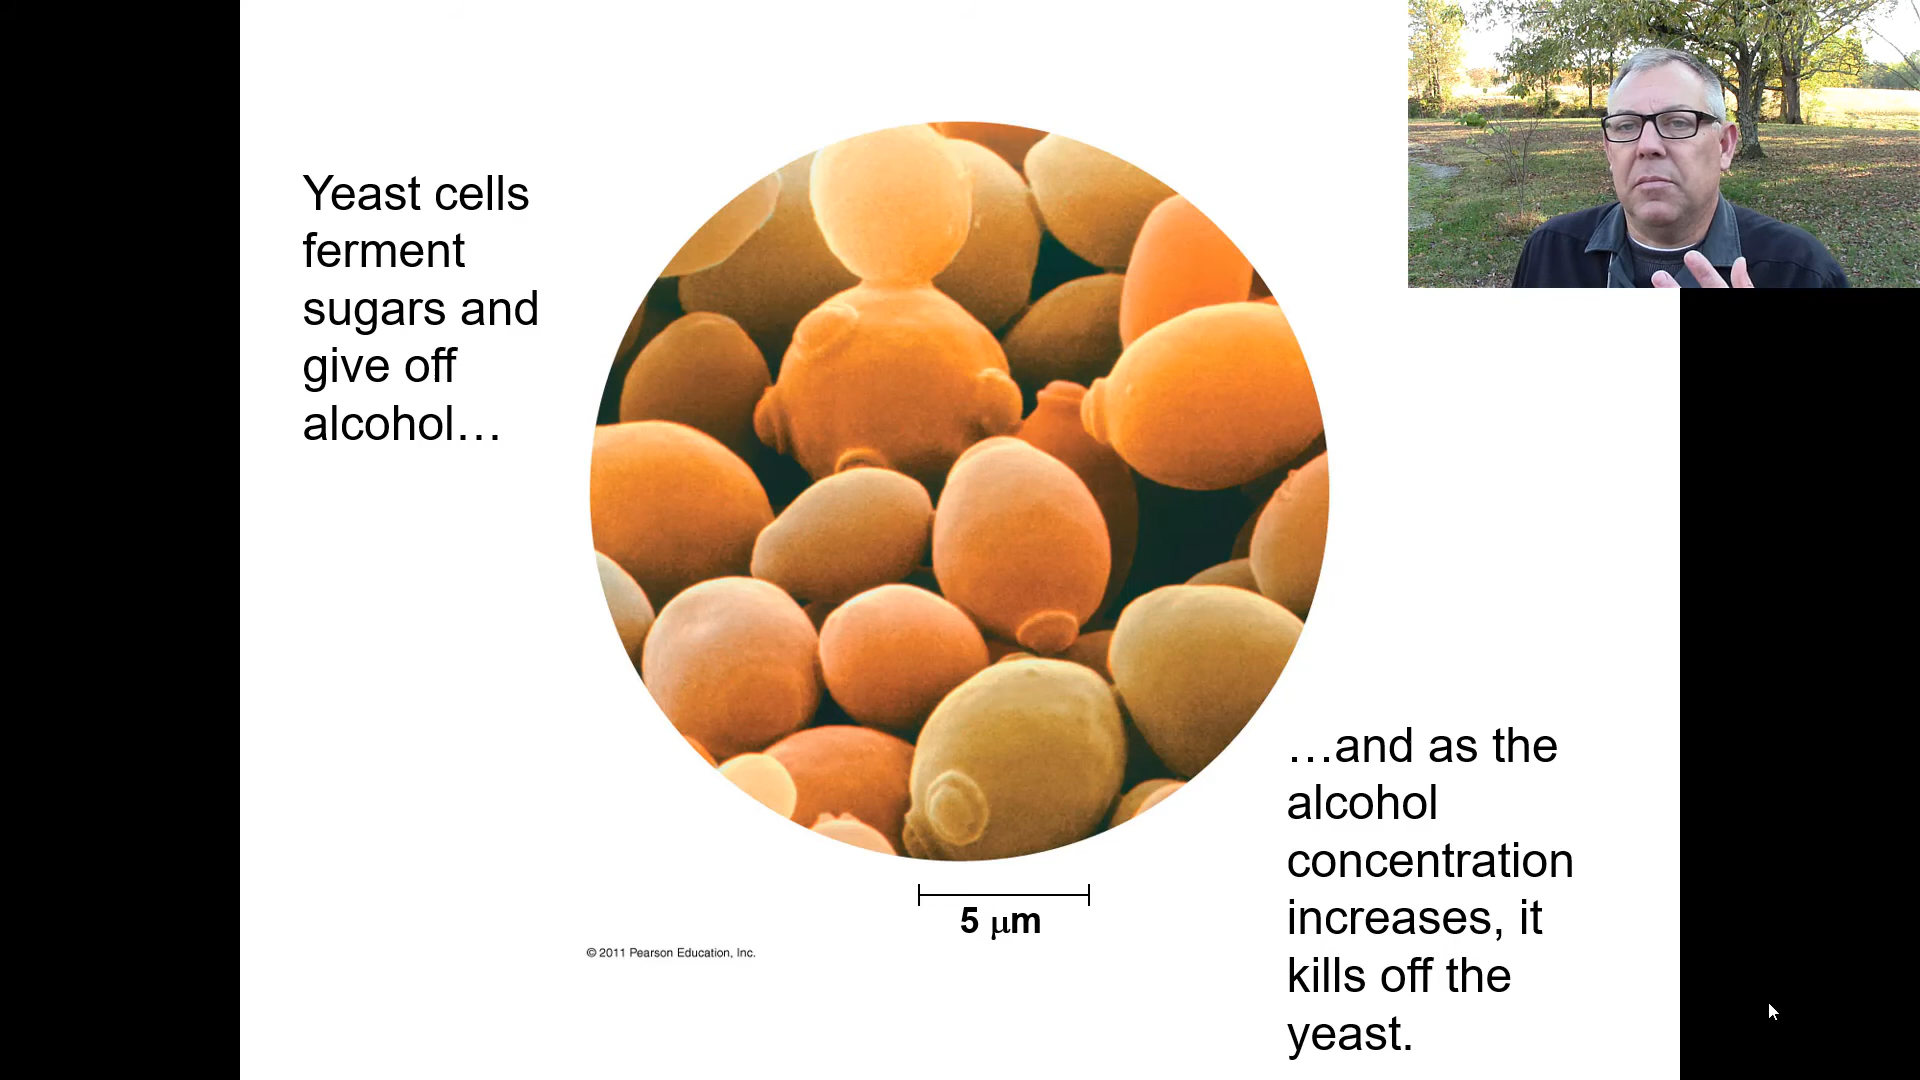 Yeast cells
ferment
sugars and
give off
alcohol…
…and as the
alcohol
concentration
increases, it
kills off the
yeast.
5 μm
© 2011 Pearson Education, Inc.